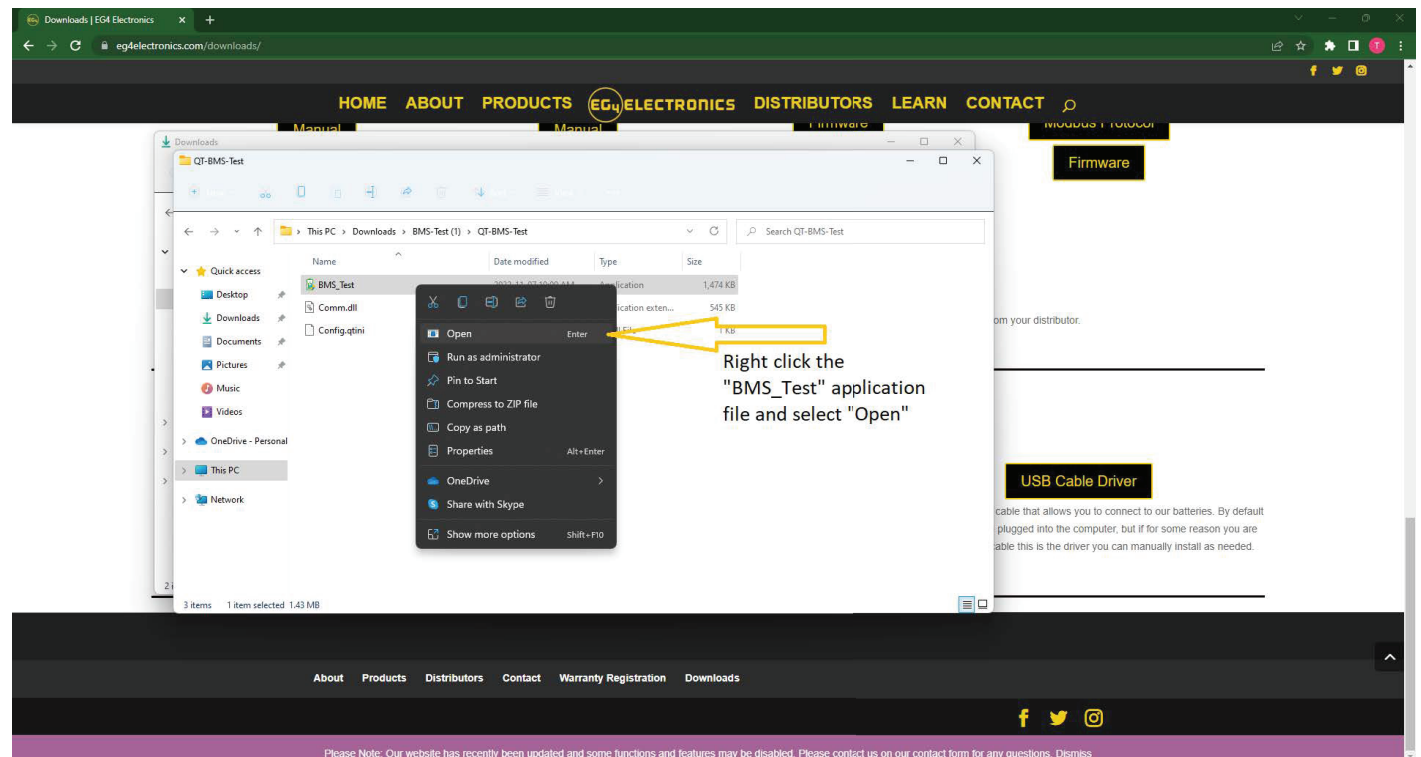 Downloads | EG4 Electronics
eg4electronics.com/downloads/
HOME ABOUT PRODUCTS EG4 ELECTRONICS DISTRIBUTORS LEARN CONTACT
Manual Manual Firmware Modbus Protocol
Firmware
Downloads
QT-BMS-Test
This PC > Downloads > BMS-Test (1) > QT-BMS-Test
Search QT-BMS-Test
Name Date modified Type Size
Quick access
Desktop
Downloads
Documents
Pictures
Music
Videos
OneDrive - Personal
This PC
Network
BMS_Test 1,474 KB
Comm.dll 545 KB
Config.qtini 1 KB
Open Enter
Run as administrator
Pin to Start
Compress to ZIP file
Copy as path
Properties Alt+Enter
OneDrive
Share with Skype
Show more options Shift+F10
Right click the
"BMS_Test" application
file and select "Open"
3 items 1 item selected 1.43 MB
om your distributor.
USB Cable Driver
cable that allows you to connect to our batteries. By default
plugged into the computer, but if for some reason you are
able this is the driver you can manually install as needed.
About Products Distributors Contact Warranty Registration Downloads
Please Note: Our website has recently been updated and some functions and features may be disabled. Please contact us on our contact form for any questions. Dismiss